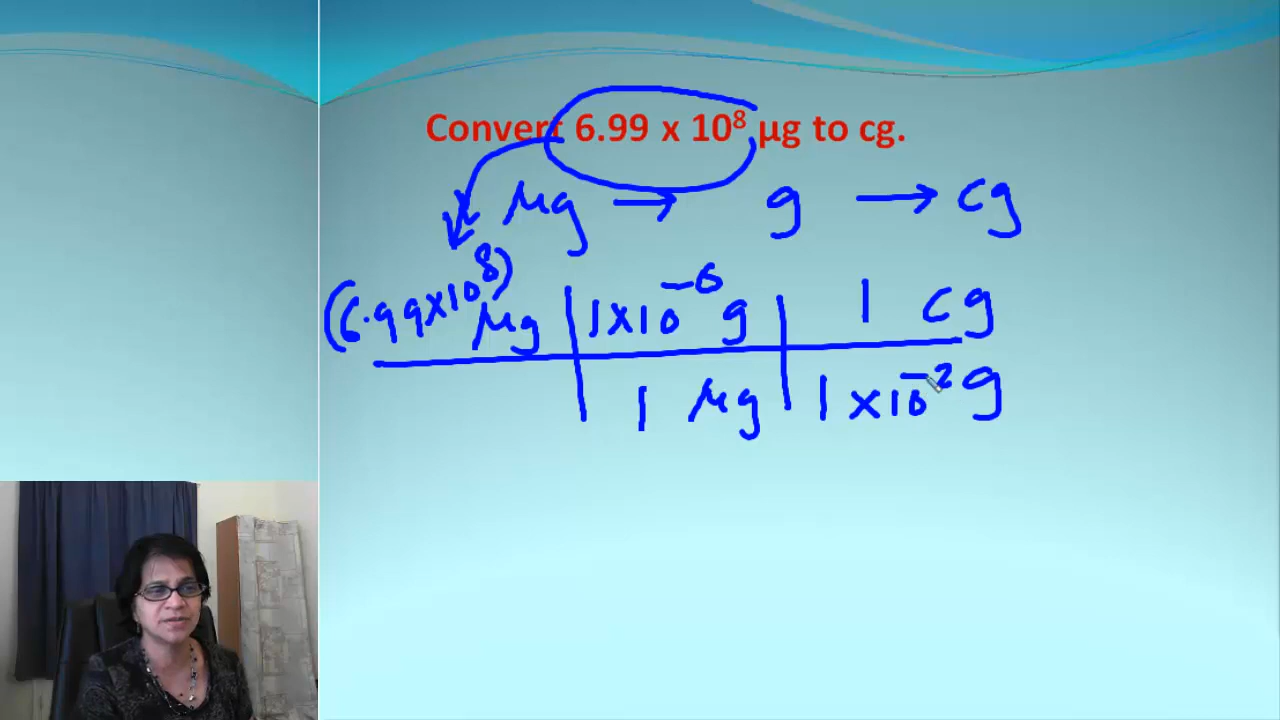 Convert 6.99 x 10⁸ µg to cg.
µg → g → cg
(6.99x10⁸) µg | 1x10⁻⁶ g | 1 cg
1 µg | 1x10⁻² g